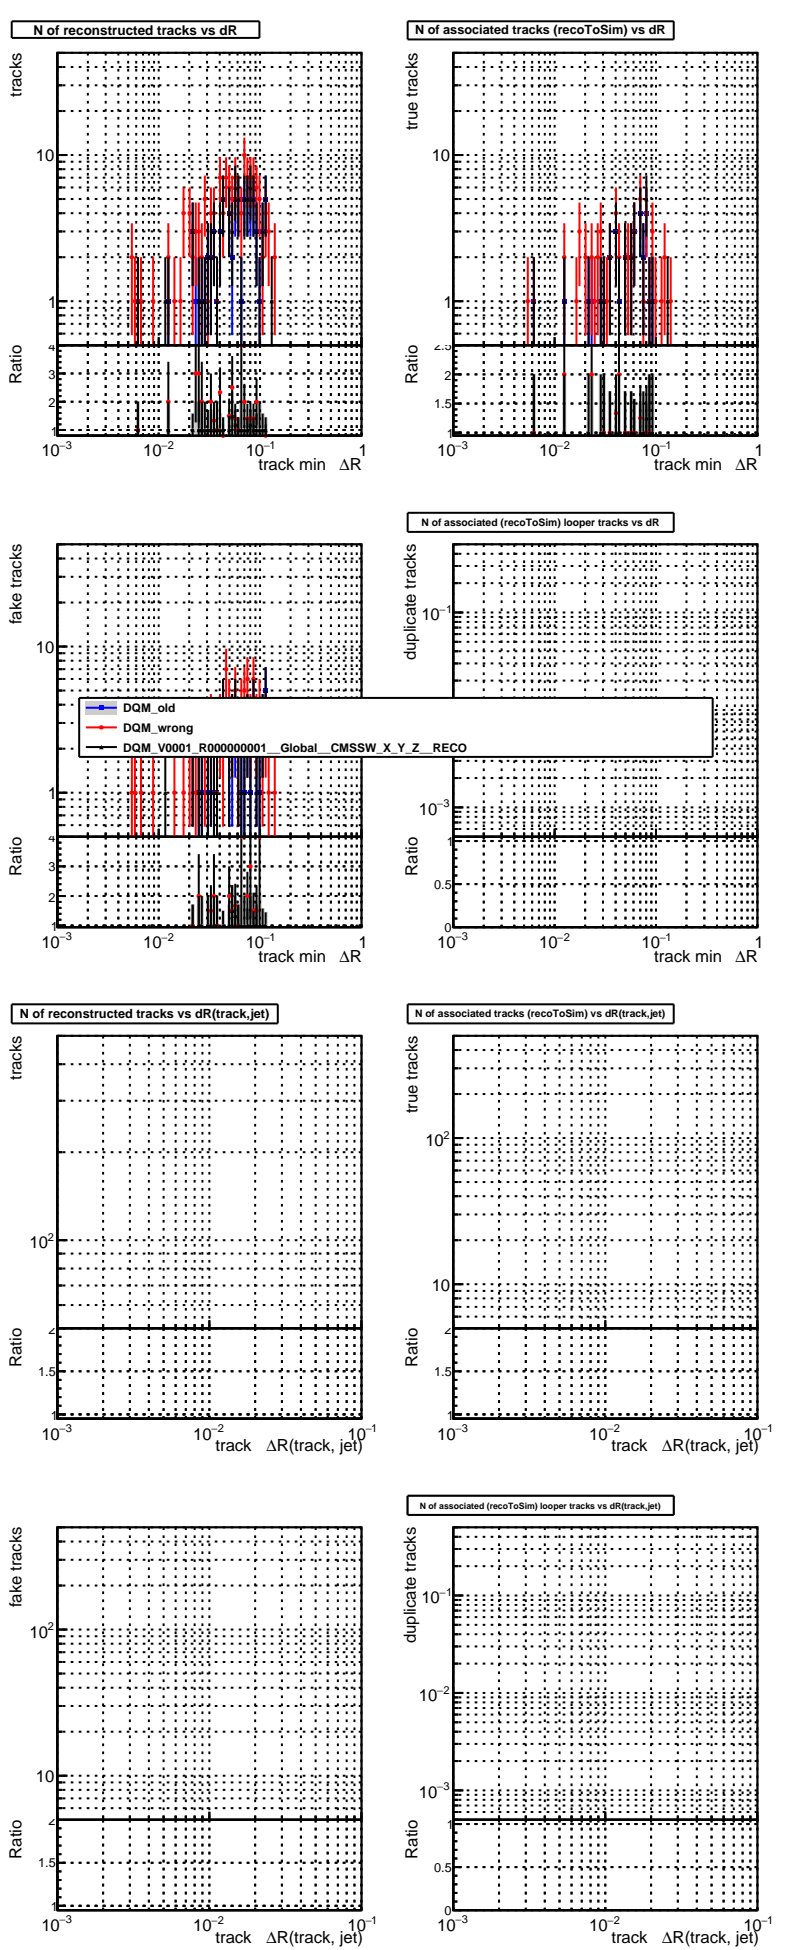 N of reconstructed tracks vs dR
tracks
10
1
Ratio
4
3
2
1
10−3 10−2 10−1 1
track min ΔR
N of associated tracks (recoToSim) vs dR
true tracks
10
1
Ratio
2.5
2
1.5
1
10−3 10−2 10−1 1
track min ΔR
fake tracks
10
1
Ratio
4
3
2
1
10−3 10−2 10−1 1
track min ΔR
N of associated (recoToSim) looper tracks vs dR
duplicate tracks
10−1
10−3
Ratio
1
0.5
0
10−3 10−2 10−1 1
track min ΔR
DQM_old
DQM_wrong
DQM_V0001_R000000001__Global__CMSSW_X_Y_Z__RECO
N of reconstructed tracks vs dR(track,jet)
tracks
102
Ratio
2
1.5
1
10−3 10−2 10−1
track ΔR(track, jet)
N of associated tracks (recoToSim) vs dR(track,jet)
true tracks
102
10
Ratio
2
1.5
1
10−3 10−2 10−1
track ΔR(track, jet)
fake tracks
102
10
Ratio
2
1.5
1
10−3 10−2 10−1
track ΔR(track, jet)
N of associated (recoToSim) looper tracks vs dR(track,jet)
duplicate tracks
10−1
10−2
10−3
Ratio
1
0.5
0
10−3 10−2 10−1
track ΔR(track, jet)